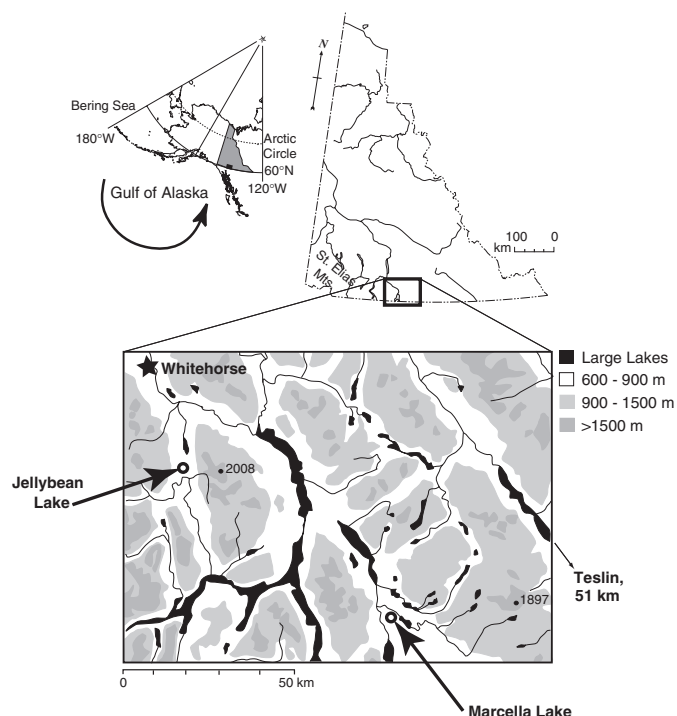 N
Bering Sea
180°W
Arctic
Circle
60°N
120°W
Gulf of Alaska
100 0
km
St. Elias
Mts.
Large Lakes
600 - 900 m
900 - 1500 m
>1500 m
Whitehorse
2008
Jellybean
Lake
Teslin,
51 km
1897
0 50 km
Marcella Lake